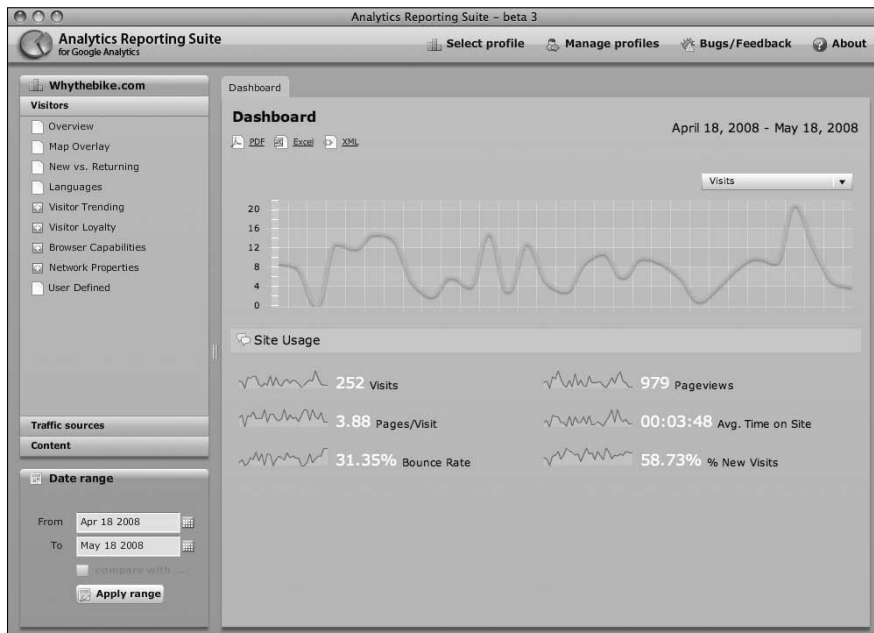 Analytics Reporting Suite – beta 3
Analytics Reporting Suite
for Google Analytics
Select profile
Manage profiles
Bugs/Feedback
About
Whythebike.com
Visitors
Overview
Map Overlay
New vs. Returning
Languages
Visitor Trending
Visitor Loyalty
Browser Capabilities
Network Properties
User Defined
Traffic sources
Content
Date range
From Apr 18 2008
To May 18 2008
compare with ...
Apply range
Dashboard
Dashboard
PDF Excel XML
April 18, 2008 - May 18, 2008
Visits
20
16
12
8
4
0
Site Usage
252 Visits
979 Pageviews
3.88 Pages/Visit
00:03:48 Avg. Time on Site
31.35% Bounce Rate
58.73% % New Visits